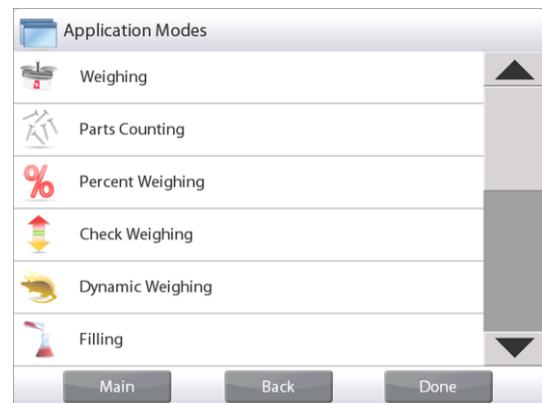 Application Modes
Weighing
Parts Counting
Percent Weighing
Check Weighing
Dynamic Weighing
Filling
Main Back Done